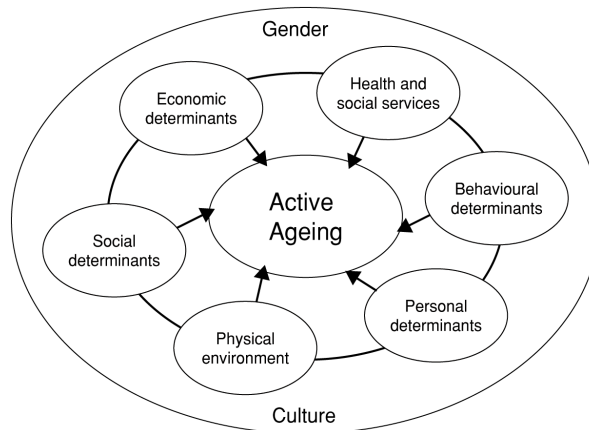 Gender
Economic
determinants
Health and
social services
Behavioural
determinants
Active
Ageing
Social
determinants
Personal
determinants
Physical
environment
Culture